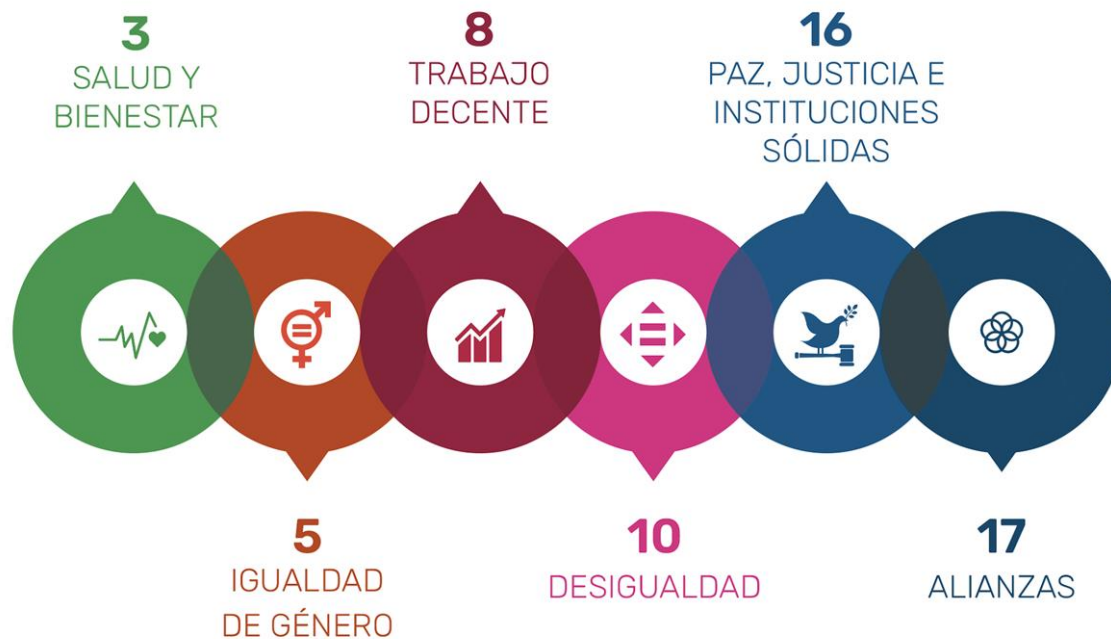 3
SALUD Y
BIENESTAR
8
TRABAJO
DECENTE
16
PAZ, JUSTICIA E
INSTITUCIONES
SÓLIDAS
5
IGUALDAD
DE GÉNERO
10
DESIGUALDAD
17
ALIANZAS